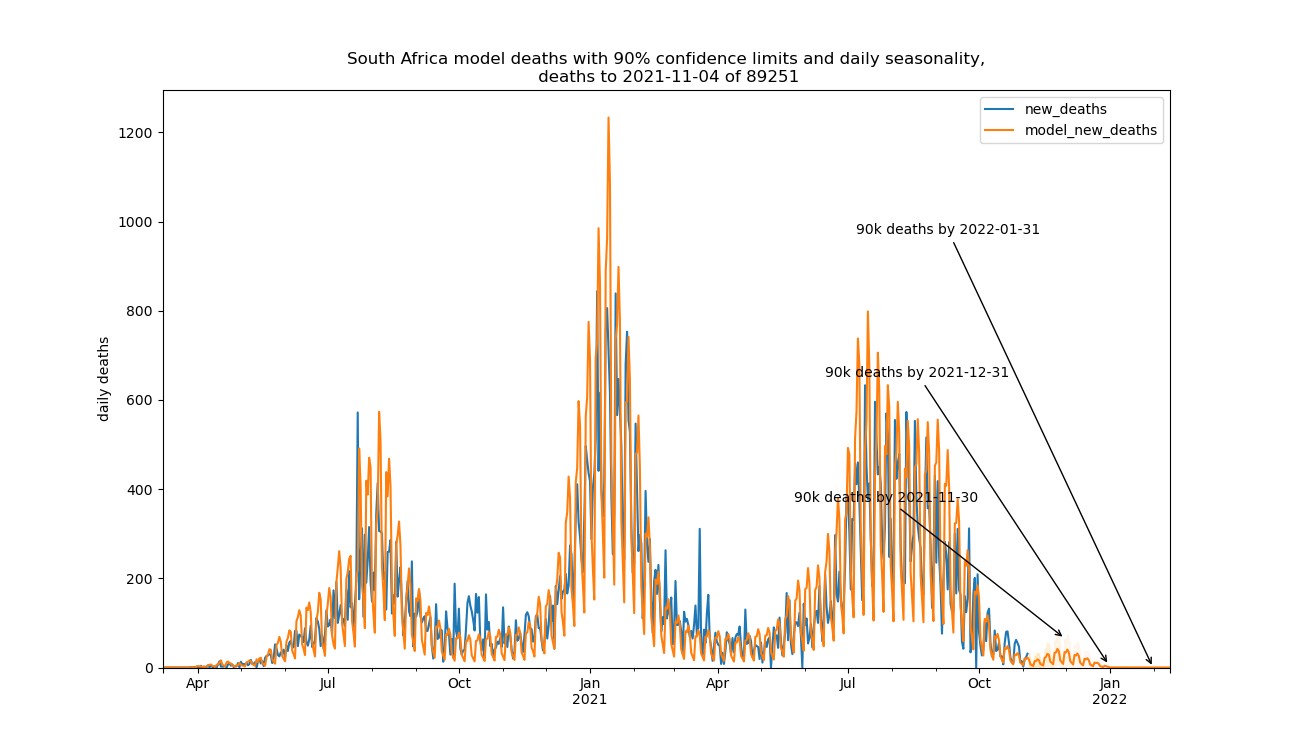 South Africa model deaths with 90% confidence limits and daily seasonality,
deaths to 2021-11-04 of 89251
new_deaths
model_new_deaths
daily deaths
1200
1000
800
600
400
200
0
90k deaths by 2022-01-31
90k deaths by 2021-12-31
90k deaths by 2021-11-30
Apr
Jul
Oct
Jan
2021
Apr
Jul
Oct
Jan
2022